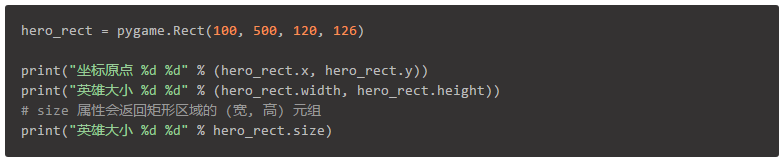 hero_rect = pygame.Rect(100, 500, 120, 126)
print("坐标原点 %d %d" % (hero_rect.x, hero_rect.y))
print("英雄大小 %d %d" % (hero_rect.width, hero_rect.height))
# size 属性会返回矩形区域的 (宽, 高) 元组
print("英雄大小 %d %d" % hero_rect.size)